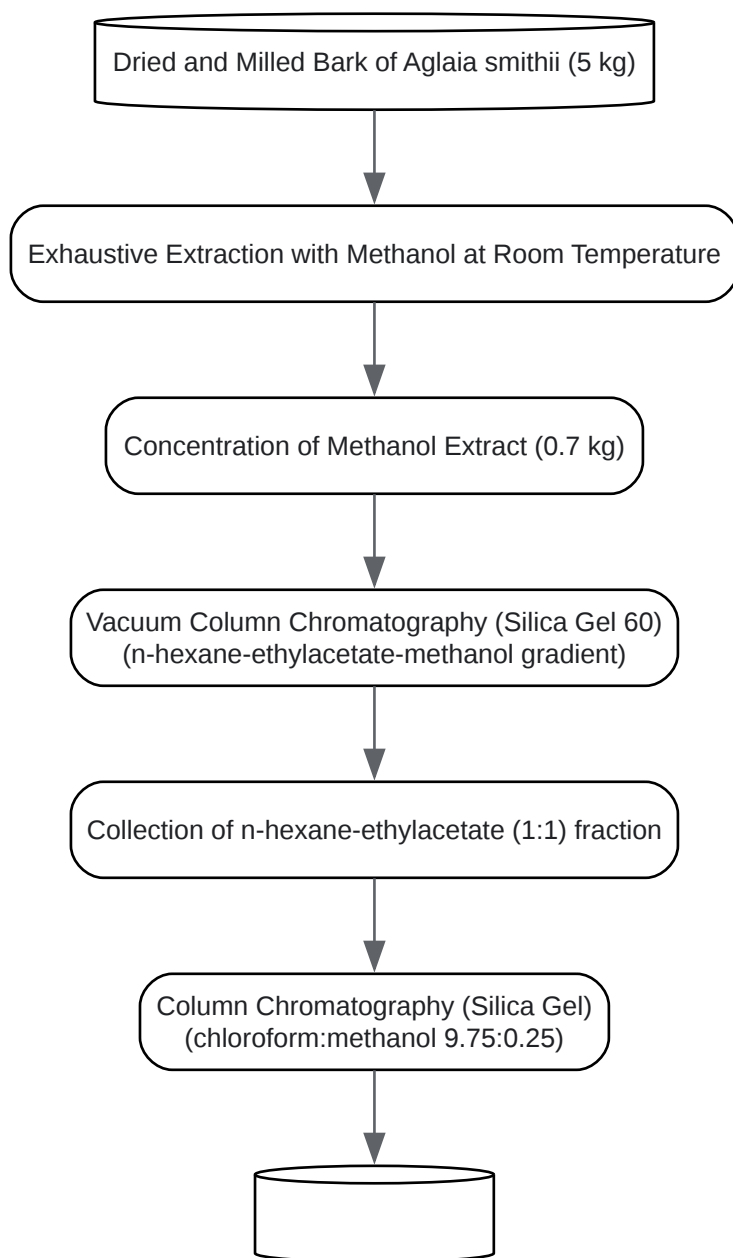 Dried and Milled Bark of Aglaia smithii (5 kg)
Exhaustive Extraction with Methanol at Room Temperature
Concentration of Methanol Extract (0.7 kg)
Vacuum Column Chromatography (Silica Gel 60)
(n-hexane-ethylacetate-methanol gradient)
Collection of n-hexane-ethylacetate (1:1) fraction
Column Chromatography (Silica Gel)
(chloroform:methanol 9.75:0.25)